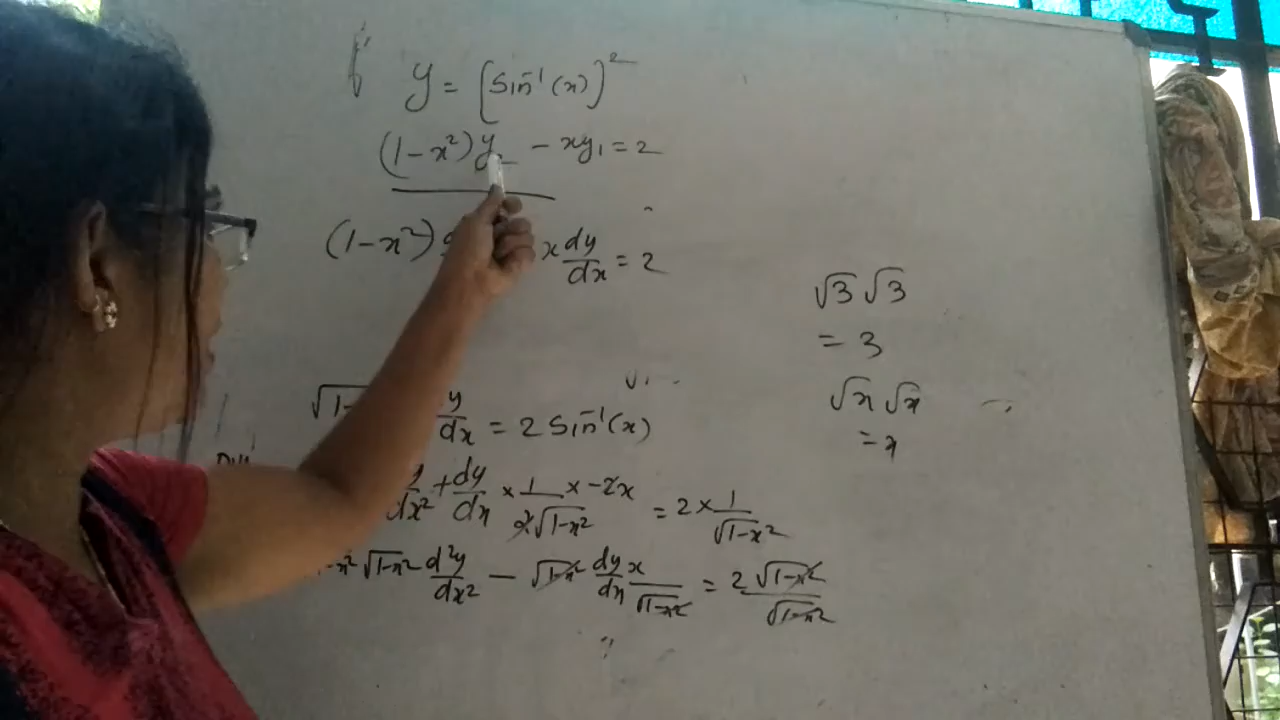 y = [Sin⁻¹(x)]²
(1-x²)y₂ - xy₁ = 2
(1-x²) x dy/dx = 2
√1- y/dx = 2 Sin⁻¹(x)
y/dx² + dy/dx × 1/2√1-x² × -2x = 2 × 1/√1-x²
√1-x² d²y/dx² - √1-x² dy/dx x/√1-x² = 2√1-x²/√1-x²
√3 √3
= 3
√x √x
= x